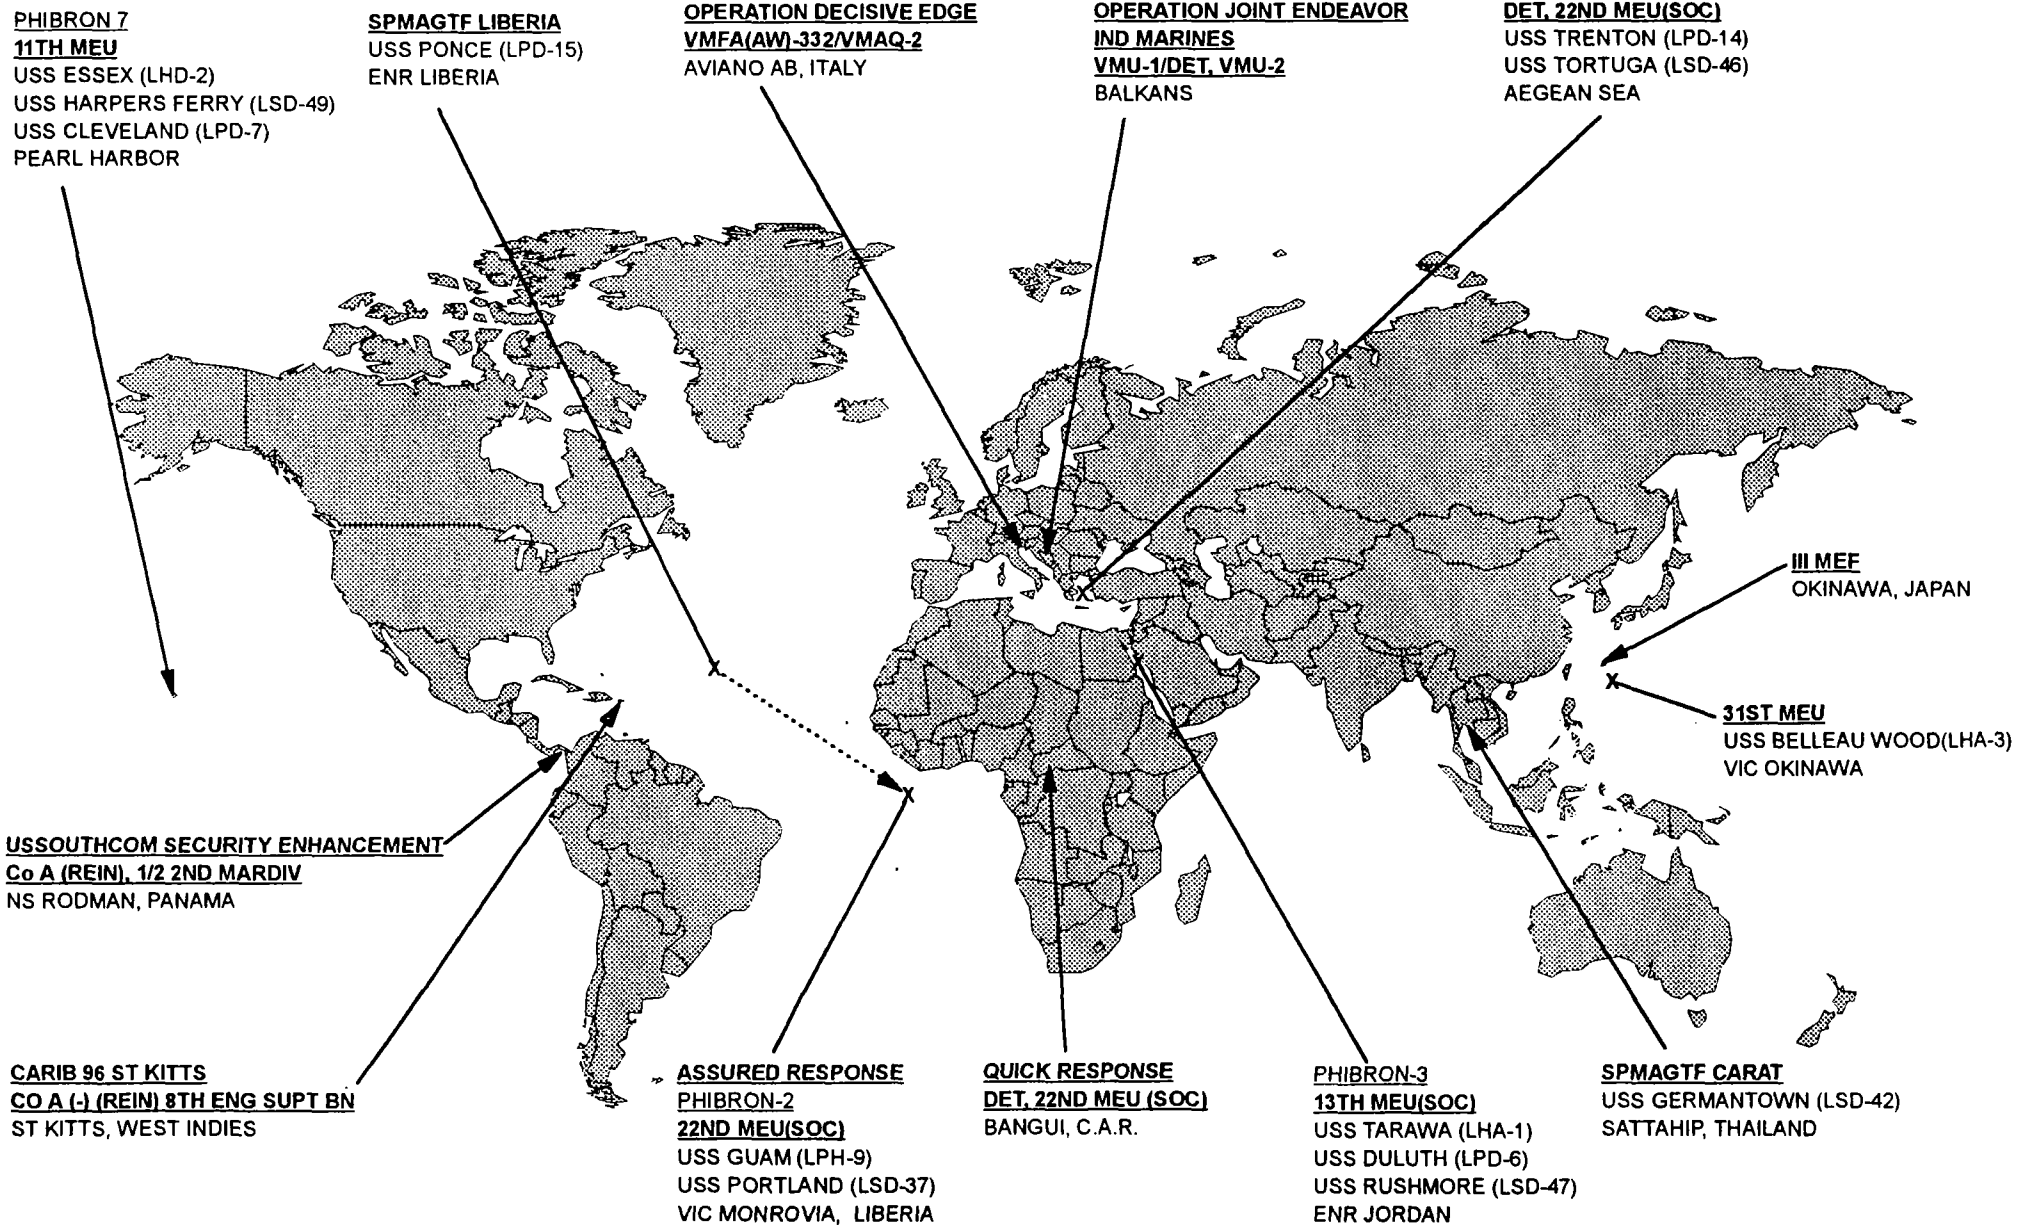 PHIBRON 7
11TH MEU
USS ESSEX (LHD-2)
USS HARPERS FERRY (LSD-49)
USS CLEVELAND (LPD-7)
PEARL HARBOR
SPMAGTF LIBERIA
USS PONCE (LPD-15)
ENR LIBERIA
OPERATION DECISIVE EDGE
VMFA(AW)-332/VMAQ-2
AVIANO AB, ITALY
OPERATION JOINT ENDEAVOR
IND MARINES
VMU-1/DET, VMU-2
BALKANS
DET, 22ND MEU(SOC)
USS TRENTON (LPD-14)
USS TORTUGA (LSD-46)
AEGEAN SEA
III MEF
OKINAWA, JAPAN
31ST MEU
USS BELLEAU WOOD(LHA-3)
VIC OKINAWA
USSOUTHCOM SECURITY ENHANCEMENT
Co A (REIN), 1/2 2ND MARDIV
NS RODMAN, PANAMA
CARIB 96 ST KITTS
CO A (-) (REIN) 8TH ENG SUPT BN
ST KITTS, WEST INDIES
ASSURED RESPONSE
PHIBRON-2
22ND MEU(SOC)
USS GUAM (LPH-9)
USS PORTLAND (LSD-37)
VIC MONROVIA, LIBERIA
QUICK RESPONSE
DET, 22ND MEU (SOC)
BANGUI, C.A.R.
PHIBRON-3
13TH MEU(SOC)
USS TARAWA (LHA-1)
USS DULUTH (LPD-6)
USS RUSHMORE (LSD-47)
ENR JORDAN
SPMAGTF CARAT
USS GERMANTOWN (LSD-42)
SATTAHIP, THAILAND